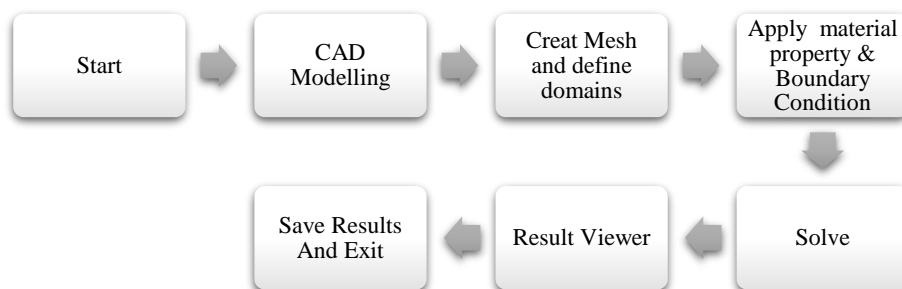 Start
CAD
Modelling
Creat Mesh
and define
domains
Apply material
property &
Boundary
Condition
Solve
Result Viewer
Save Results
And Exit